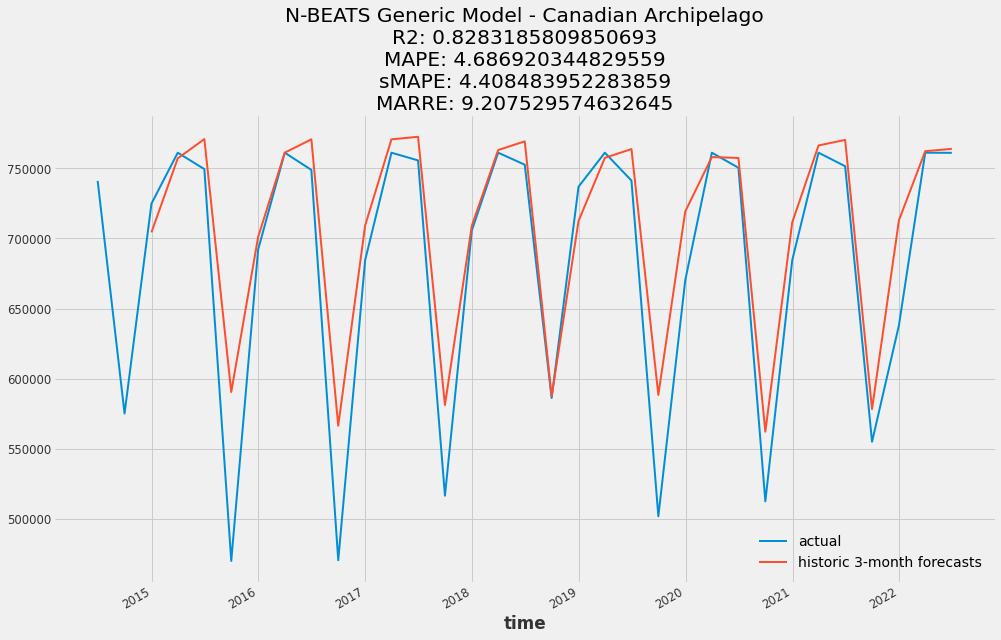 N-BEATS Generic Model - Canadian Archipelago
R2: 0.8283185809850693
MAPE: 4.686920344829559
sMAPE: 4.408483952283859
MARRE: 9.207529574632645
750000
700000
650000
600000
550000
500000
actual
historic 3-month forecasts
2015
2016
2017
2018
2019
2020
2021
2022
time